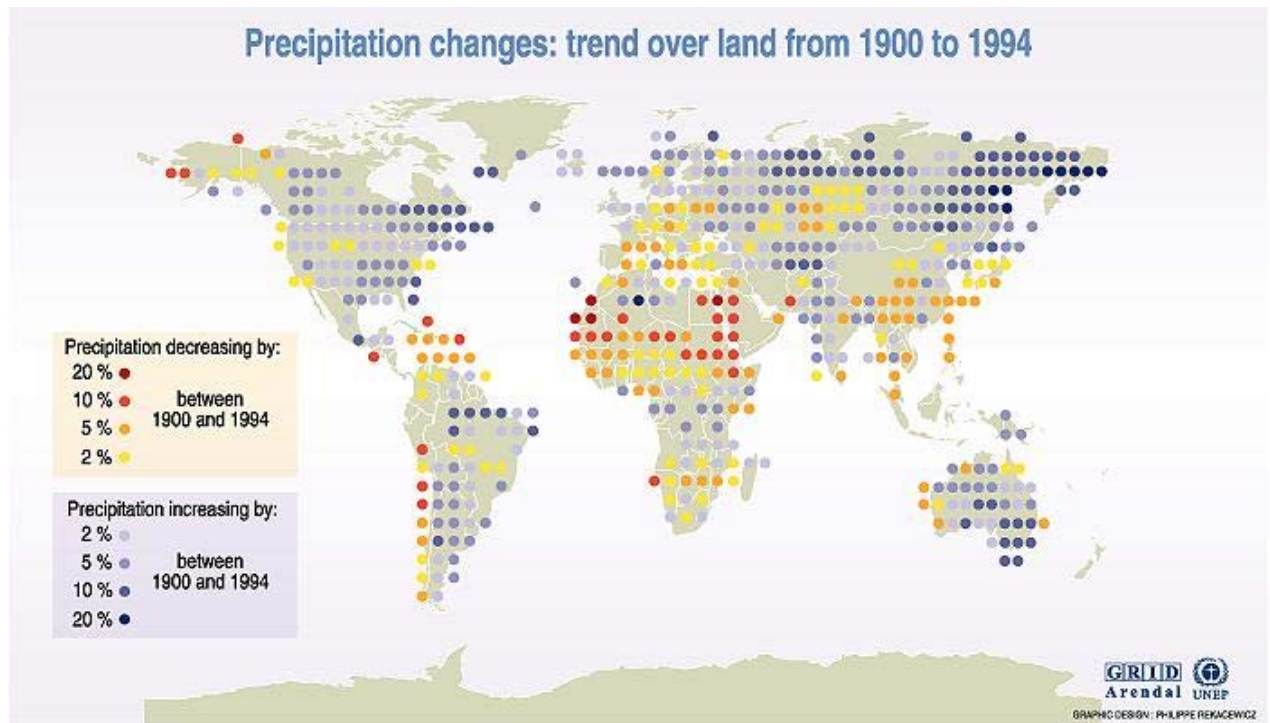 Precipitation changes: trend over land from 1900 to 1994
Precipitation decreasing by:
20 %
10 %
5 %
2 %
between
1900 and 1994
Precipitation increasing by:
2 %
5 %
10 %
20 %
between
1900 and 1994
GRID
Arendal
UNEP
GRAPHIC DESIGN : PHILIPPE REKACEWICZ